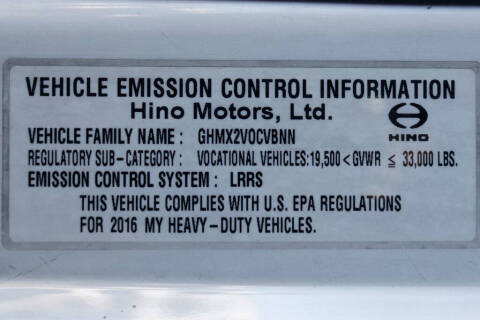 VEHICLE EMISSION CONTROL INFORMATION
Hino Motors, Ltd.
HINO
VEHICLE FAMILY NAME : GHMX2VOCVBNN
REGULATORY SUB-CATEGORY : VOCATIONAL VEHICLES:19,500 < GVWR ≦ 33,000 LBS.
EMISSION CONTROL SYSTEM : LRRS
THIS VEHICLE COMPLIES WITH U.S. EPA REGULATIONS
FOR 2016 MY HEAVY-DUTY VEHICLES.